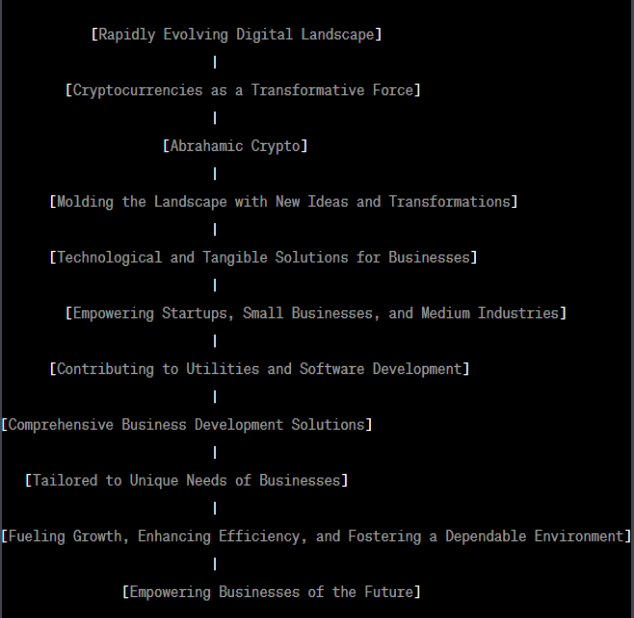 [Rapidly Evolving Digital Landscape]
|
[Cryptocurrencies as a Transformative Force]
|
[Abrahamic Crypto]
|
[Molding the Landscape with New Ideas and Transformations]
|
[Technological and Tangible Solutions for Businesses]
|
[Empowering Startups, Small Businesses, and Medium Industries]
|
[Contributing to Utilities and Software Development]
|
[Comprehensive Business Development Solutions]
|
[Tailored to Unique Needs of Businesses]
|
[Fueling Growth, Enhancing Efficiency, and Fostering a Dependable Environment]
|
[Empowering Businesses of the Future]